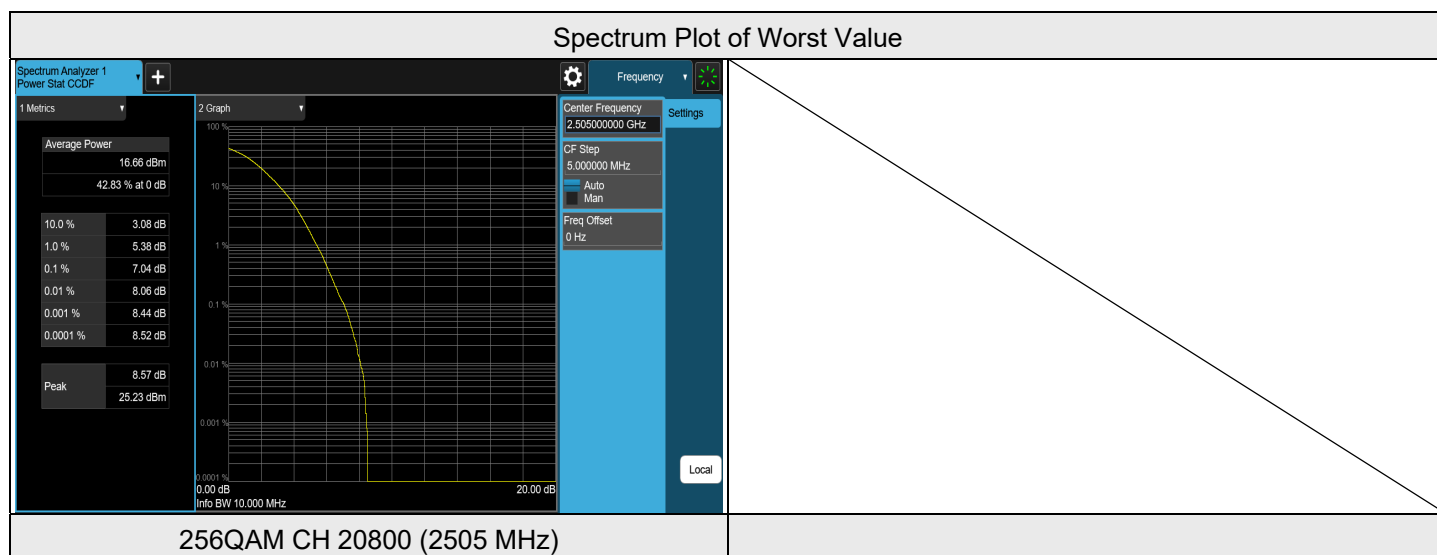 Spectrum Plot of Worst Value
Spectrum Analyzer 1
Power Stat CCDF
+
Frequency
1 Metrics
Average Power
16.66 dBm
42.83 % at 0 dB
10.0 % 3.08 dB
1.0 % 5.38 dB
0.1 % 7.04 dB
0.01 % 8.06 dB
0.001 % 8.44 dB
0.0001 % 8.52 dB
Peak
8.57 dB
25.23 dBm
2 Graph
100 %
10 %
1 %
0.1 %
0.01 %
0.001 %
0.0001 %
0.00 dB 20.00 dB
Info BW 10.000 MHz
Center Frequency
2.505000000 GHz
CF Step
5.000000 MHz
Auto
Man
Freq Offset
0 Hz
Settings
Local
256QAM CH 20800 (2505 MHz)